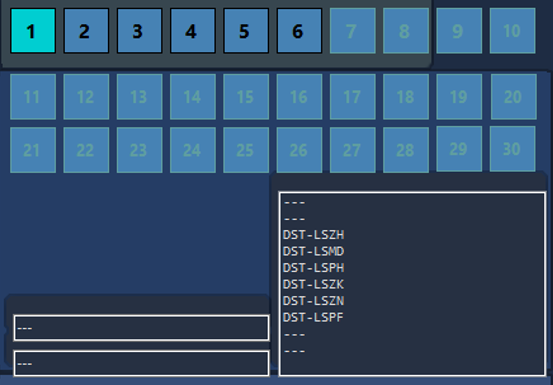 1 2 3 4 5 6 7 8 9 10
11 12 13 14 15 16 17 18 19 20
21 22 23 24 25 26 27 28 29 30
---
---
DST-LSZH
DST-LSMD
DST-LSPH
DST-LSZK
DST-LSZN
DST-LSPF
---
---
---
---